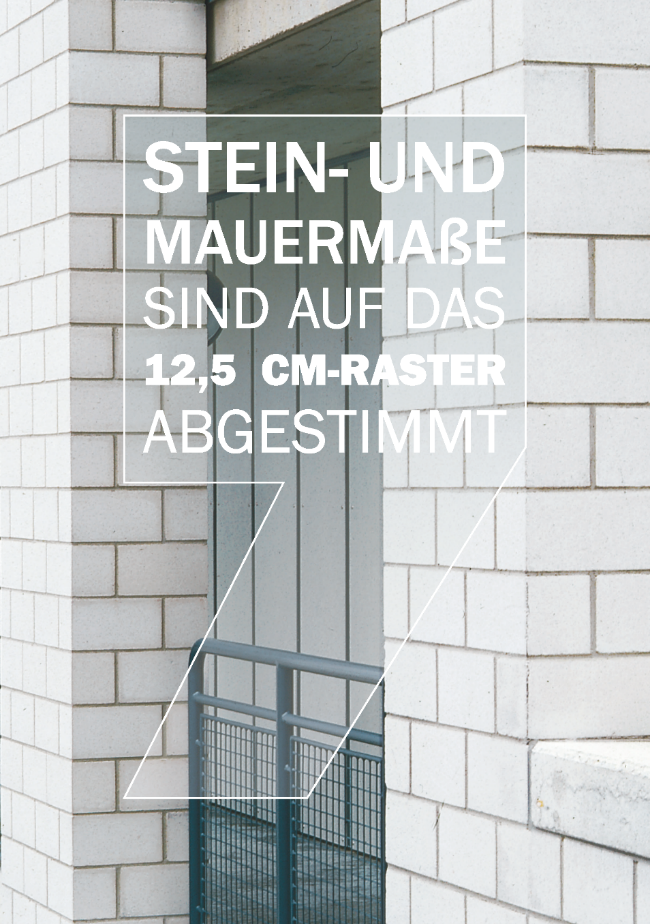 STEIN- UND
MAUERMAßE
SIND AUF DAS
12,5 CM-RASTER
ABGESTIMMT